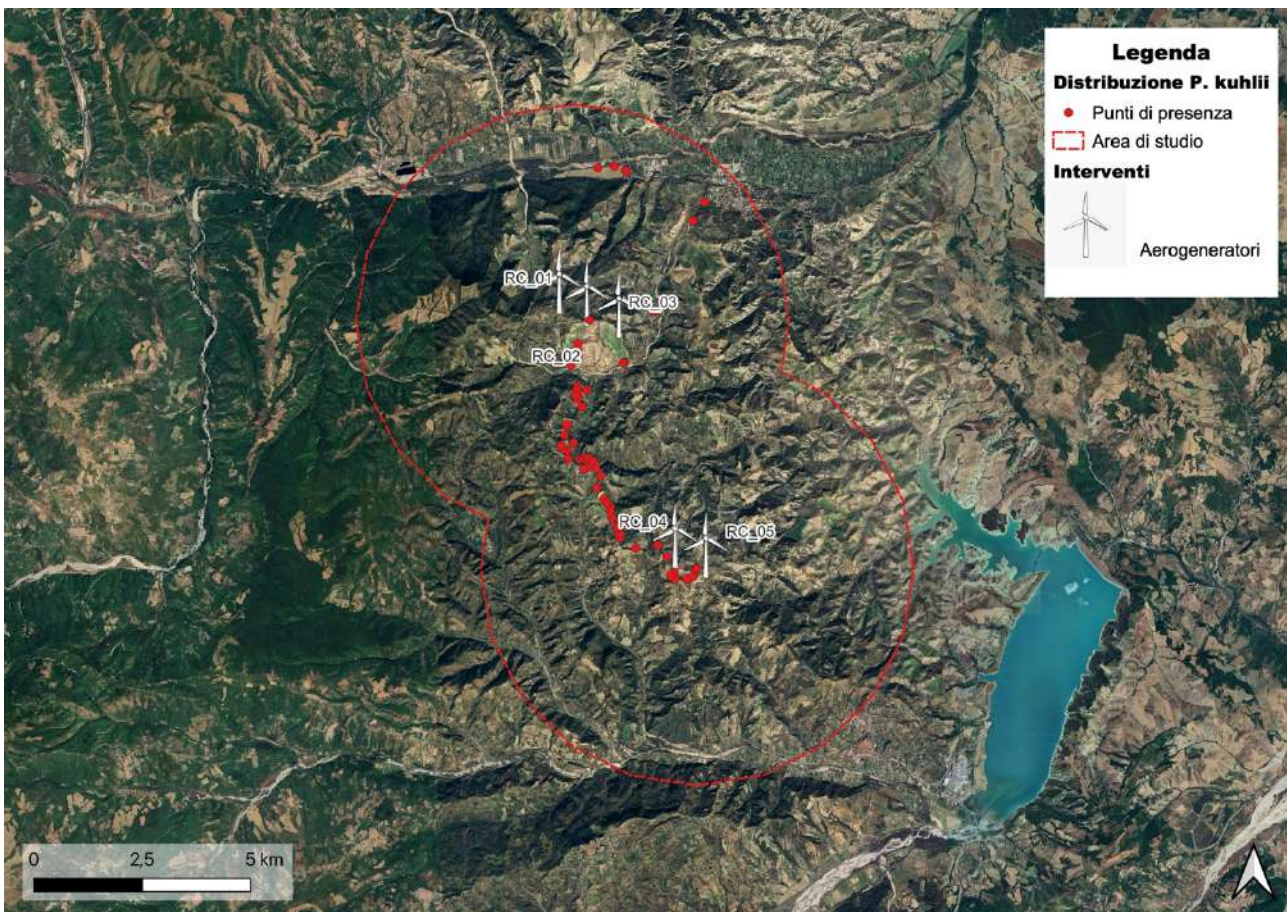 Legenda
Distribuzione P. kuhlii
Punti di presenza
Area di studio
Interventi
Aerogeneratori
RC_01
RC_03
RC_02
RC_04
RC_05
0 2,5 5 km